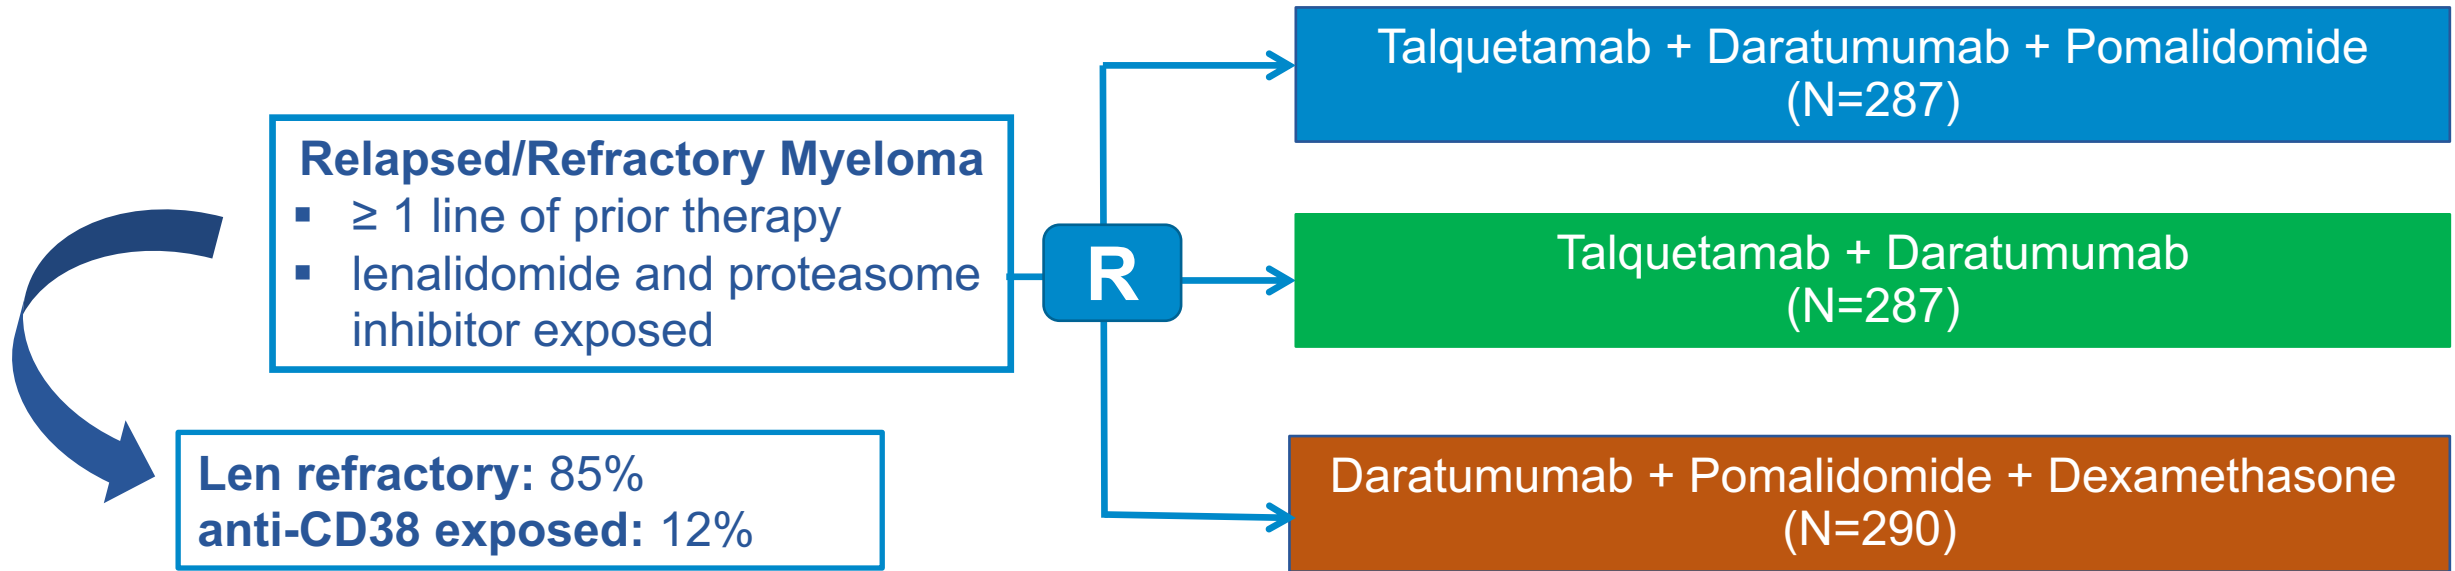 Relapsed/Refractory Myeloma
▪ ≥ 1 line of prior therapy
▪ lenalidomide and proteasome
inhibitor exposed
Len refractory: 85%
anti-CD38 exposed: 12%
R
Talquetamab + Daratumumab + Pomalidomide
(N=287)
Talquetamab + Daratumumab
(N=287)
Daratumumab + Pomalidomide + Dexamethasone
(N=290)